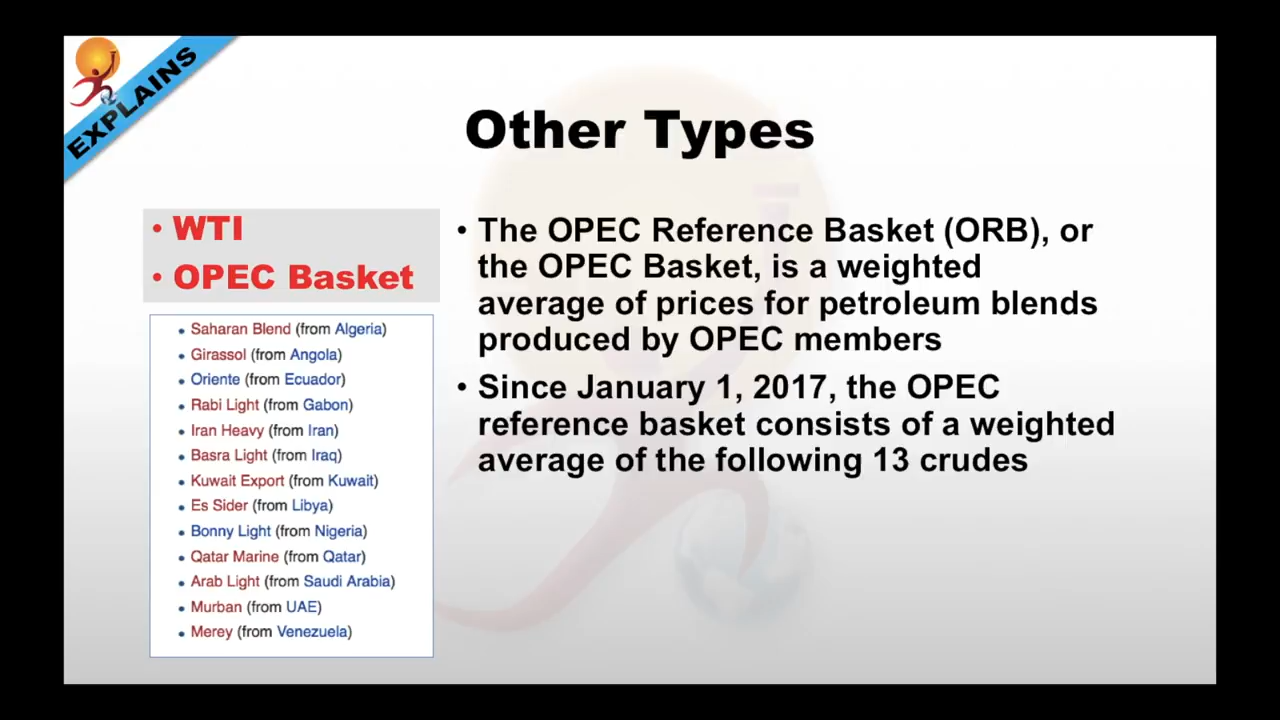 EXPLAINS
Other Types
• WTI
• OPEC Basket
• Saharan Blend (from Algeria)
• Girassol (from Angola)
• Oriente (from Ecuador)
• Rabi Light (from Gabon)
• Iran Heavy (from Iran)
• Basra Light (from Iraq)
• Kuwait Export (from Kuwait)
• Es Sider (from Libya)
• Bonny Light (from Nigeria)
• Qatar Marine (from Qatar)
• Arab Light (from Saudi Arabia)
• Murban (from UAE)
• Merey (from Venezuela)
• The OPEC Reference Basket (ORB), or
the OPEC Basket, is a weighted
average of prices for petroleum blends
produced by OPEC members
• Since January 1, 2017, the OPEC
reference basket consists of a weighted
average of the following 13 crudes